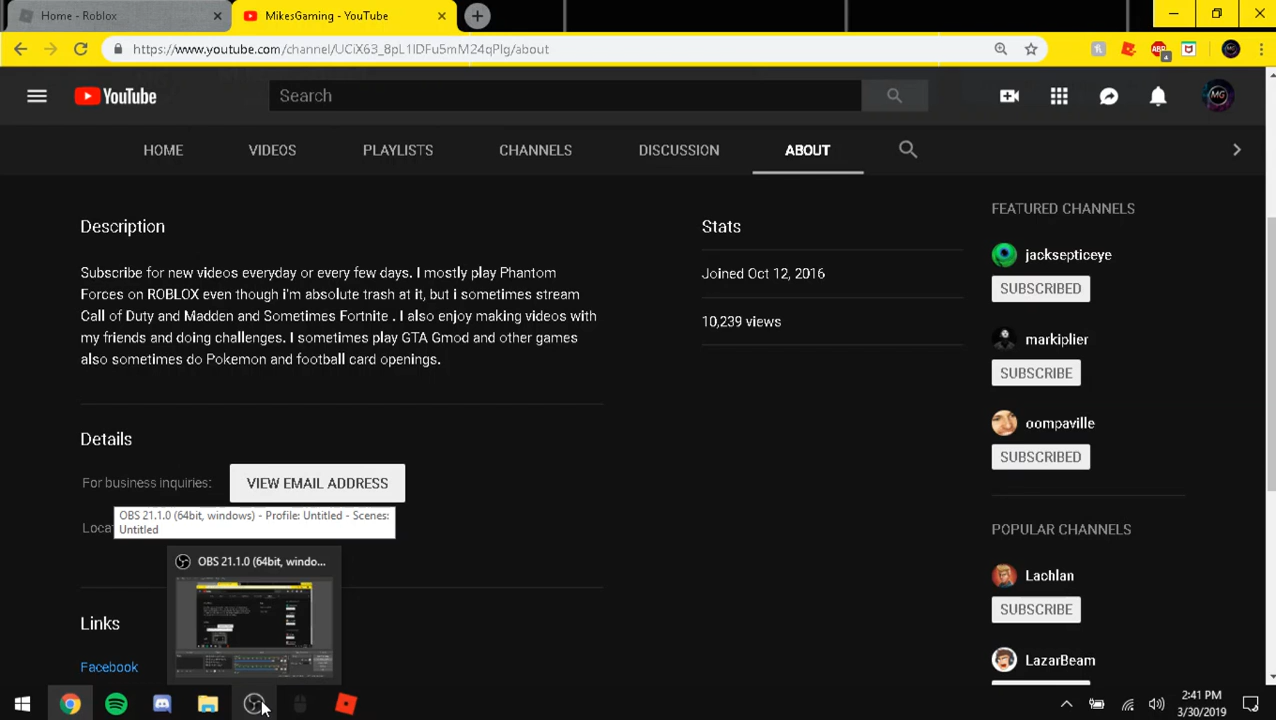 Home - Roblox
MikesGaming - YouTube
https://www.youtube.com/channel/UCiX63_8pL1IDFu5mM24qPIg/about
ABP
4
YouTube
Search
MG
HOME
VIDEOS
PLAYLISTS
CHANNELS
DISCUSSION
ABOUT
Description
Subscribe for new videos everyday or every few days. I mostly play Phantom
Forces on ROBLOX even though i'm absolute trash at it, but i sometimes stream
Call of Duty and Madden and Sometimes Fortnite . I also enjoy making videos with
my friends and doing challenges. I sometimes play GTA Gmod and other games
also sometimes do Pokemon and football card openings.
Stats
Joined Oct 12, 2016
10,239 views
FEATURED CHANNELS
jacksepticeye
SUBSCRIBED
markiplier
SUBSCRIBE
oompaville
SUBSCRIBED
POPULAR CHANNELS
Lachlan
SUBSCRIBE
LazarBeam
Details
For business inquiries:
VIEW EMAIL ADDRESS
OBS 21.1.0 (64bit, windows) - Profile: Untitled - Scenes:
Untitled
Loca
OBS 21.1.0 (64bit, windo...
Links
Facebook
2:41 PM
3/30/2019